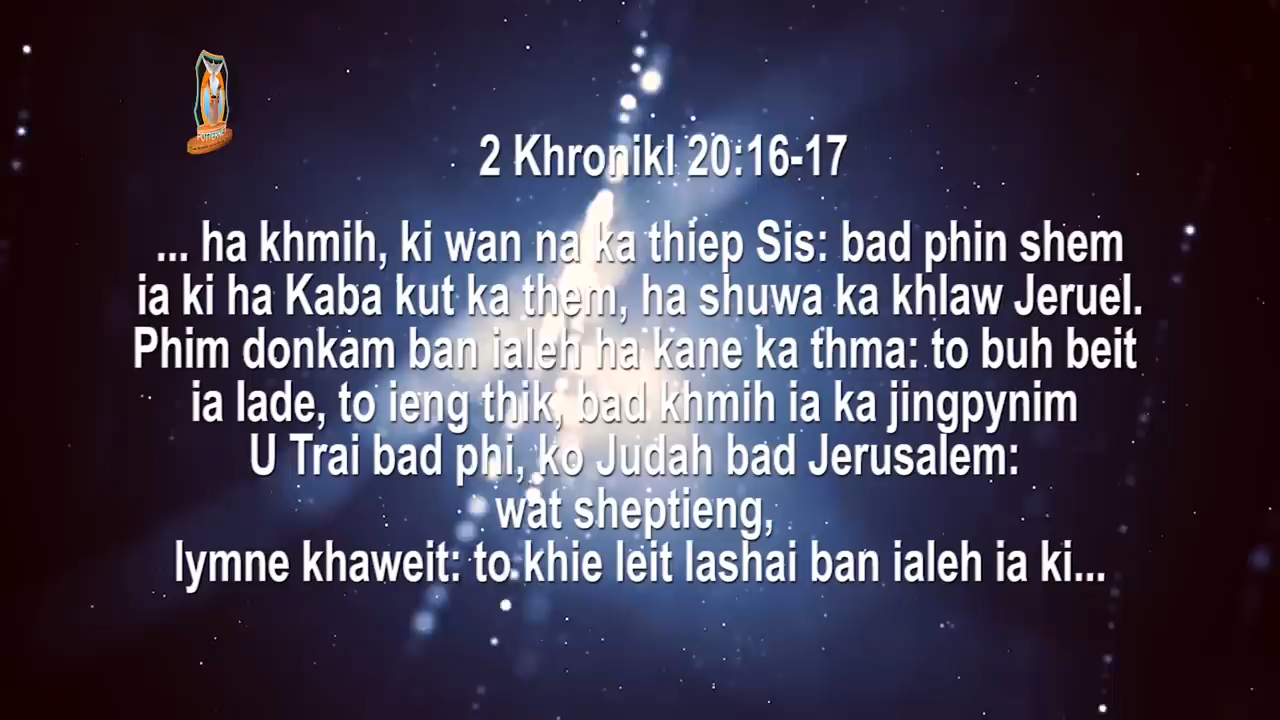 2 Khronikl 20:16-17
... ha khmih, ki wan na ka thiep Sis: bad phin shem
ia ki ha Kaba kut ka them, ha shuwa ka khlaw Jeruel.
Phim donkam ban ialeh ha kane ka thma: to buh beit
ia lade, to ieng thik, bad khmih ia ka jingpynim
U Trai bad phi, ko Judah bad Jerusalem:
wat sheptieng,
lymne khaweit: to khie leit lashai ban ialeh ia ki...